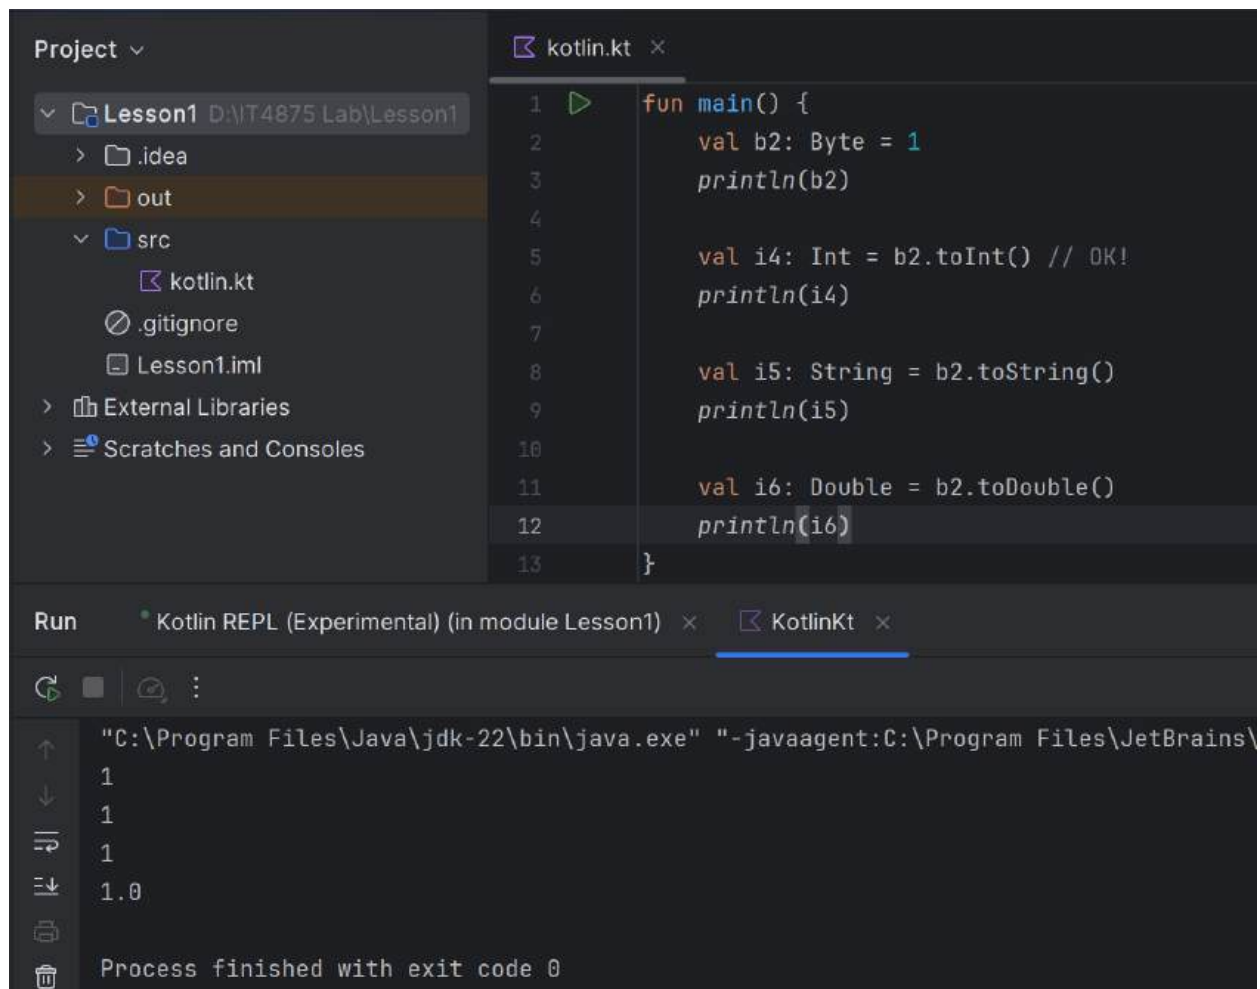 Project
Lesson1 D:\IT4875 Lab\Lesson1
.idea
out
src
kotlin.kt
.gitignore
Lesson1.iml
External Libraries
Scratches and Consoles
kotlin.kt
1 fun main() {
2     val b2: Byte = 1
3     println(b2)
4
5     val i4: Int = b2.toInt() // OK!
6     println(i4)
7
8     val i5: String = b2.toString()
9     println(i5)
10
11     val i6: Double = b2.toDouble()
12     println(i6)
13 }
Run Kotlin REPL (Experimental) (in module Lesson1) KotlinKt
"C:\Program Files\Java\jdk-22\bin\java.exe" "-javaagent:C:\Program Files\JetBrains\
1
1
1
1.0
Process finished with exit code 0